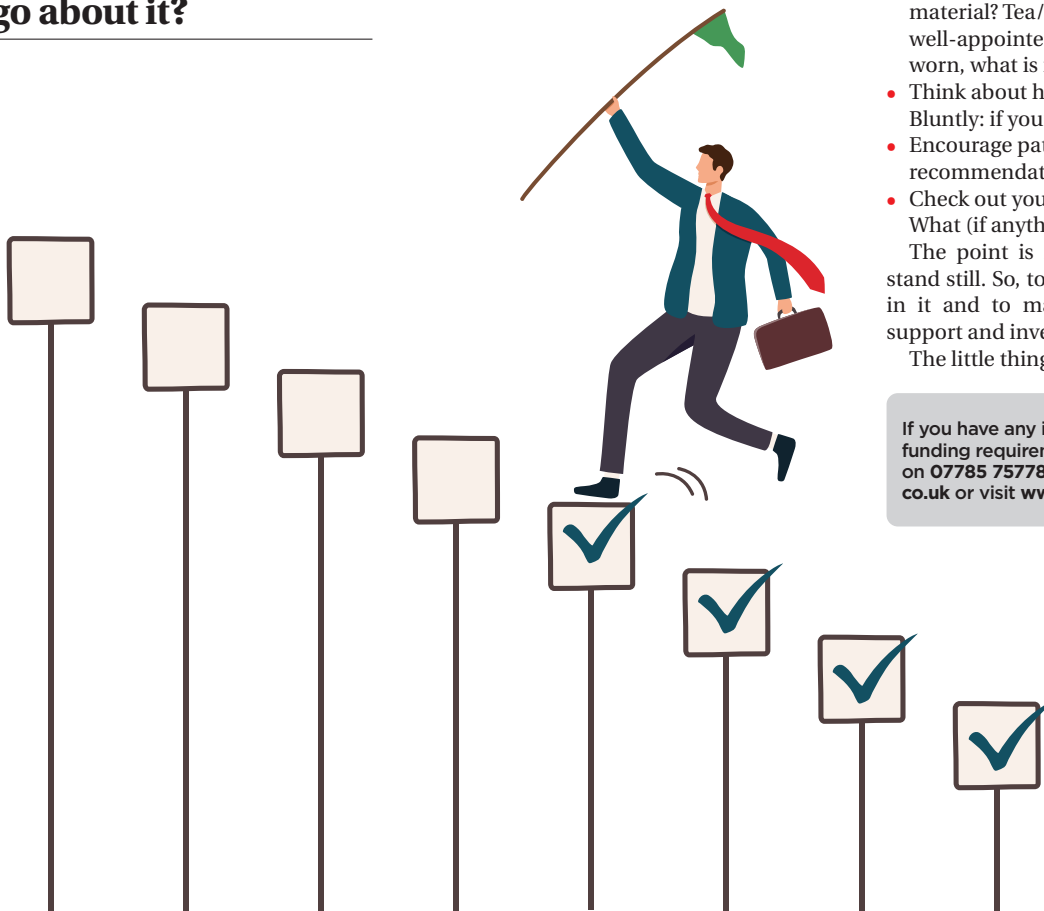 go about it?
material? Tea/
well-appointe
worn, what is
• Think about h
Bluntly: if you
• Encourage pat
recommendat
• Check out you
What (if anyth
The point is
stand still. So, to
in it and to ma
support and inve
The little thing
If you have any i
funding requirer
on 07785 75778
co.uk or visit ww